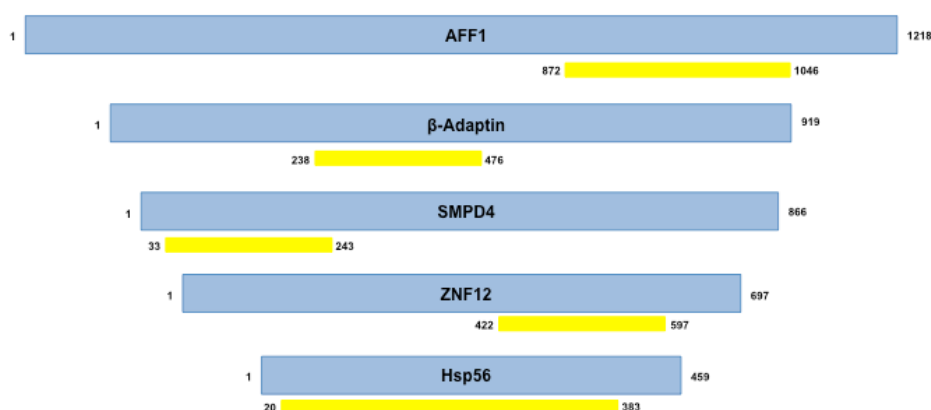 1 AFF1 1218
872 1046
1 β-Adaptin 919
238 476
1 SMPD4 866
33 243
1 ZNF12 697
422 597
1 Hsp56 459
20 383